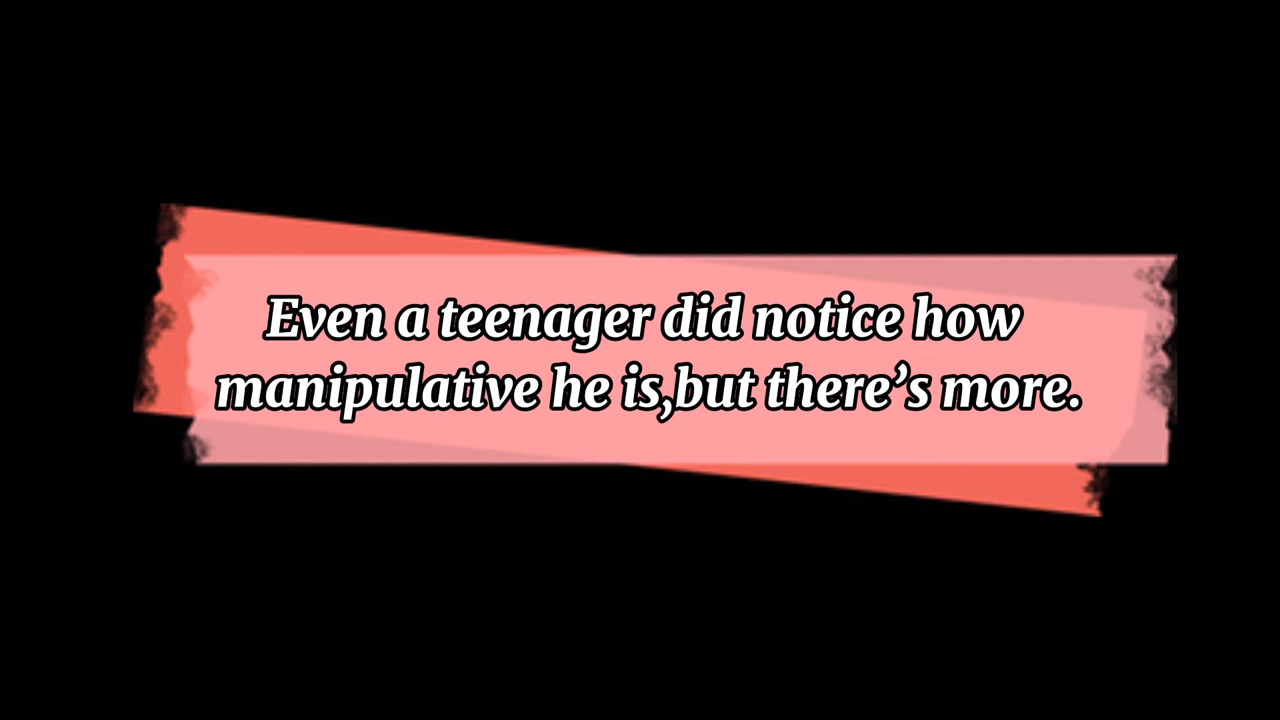 Even a teenager did notice how
manipulative he is,but there’s more.